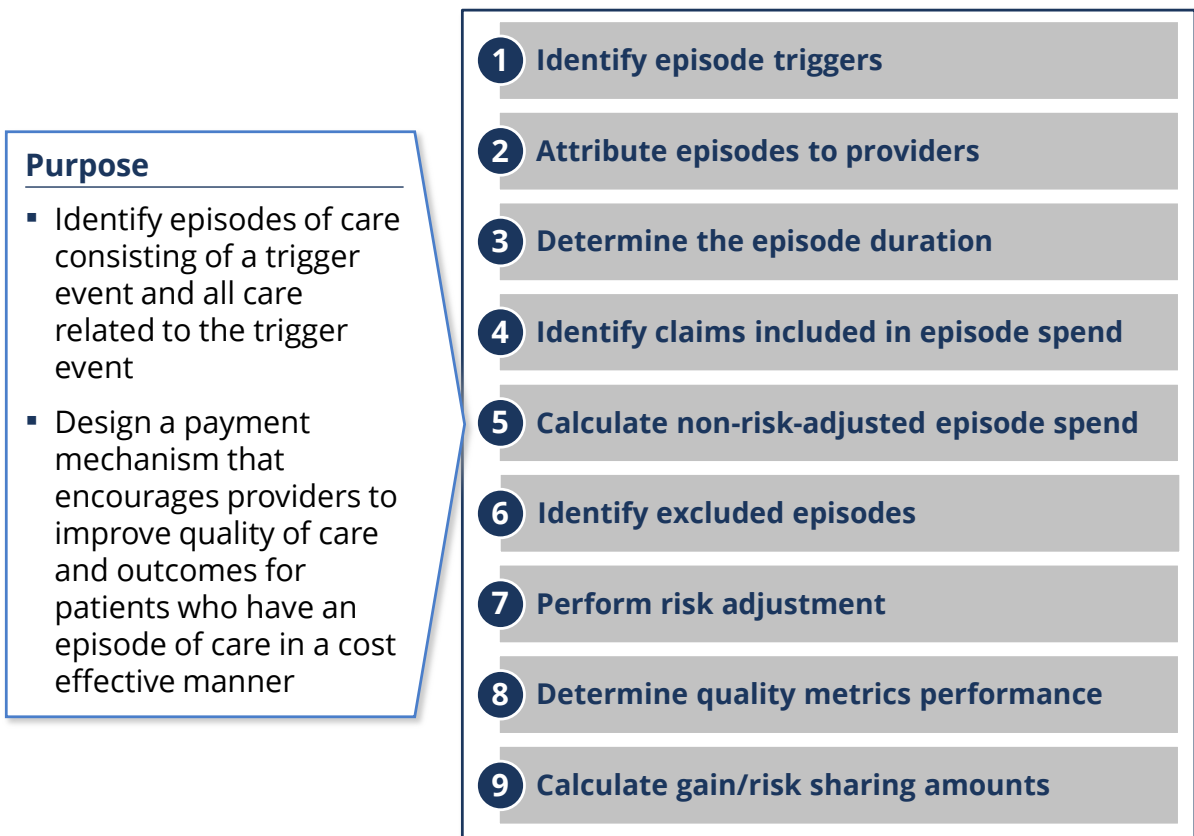 Purpose
▪ Identify episodes of care
consisting of a trigger
event and all care
related to the trigger
event
▪ Design a payment
mechanism that
encourages providers to
improve quality of care
and outcomes for
patients who have an
episode of care in a cost
effective manner
1 Identify episode triggers
2 Attribute episodes to providers
3 Determine the episode duration
4 Identify claims included in episode spend
5 Calculate non-risk-adjusted episode spend
6 Identify excluded episodes
7 Perform risk adjustment
8 Determine quality metrics performance
9 Calculate gain/risk sharing amounts